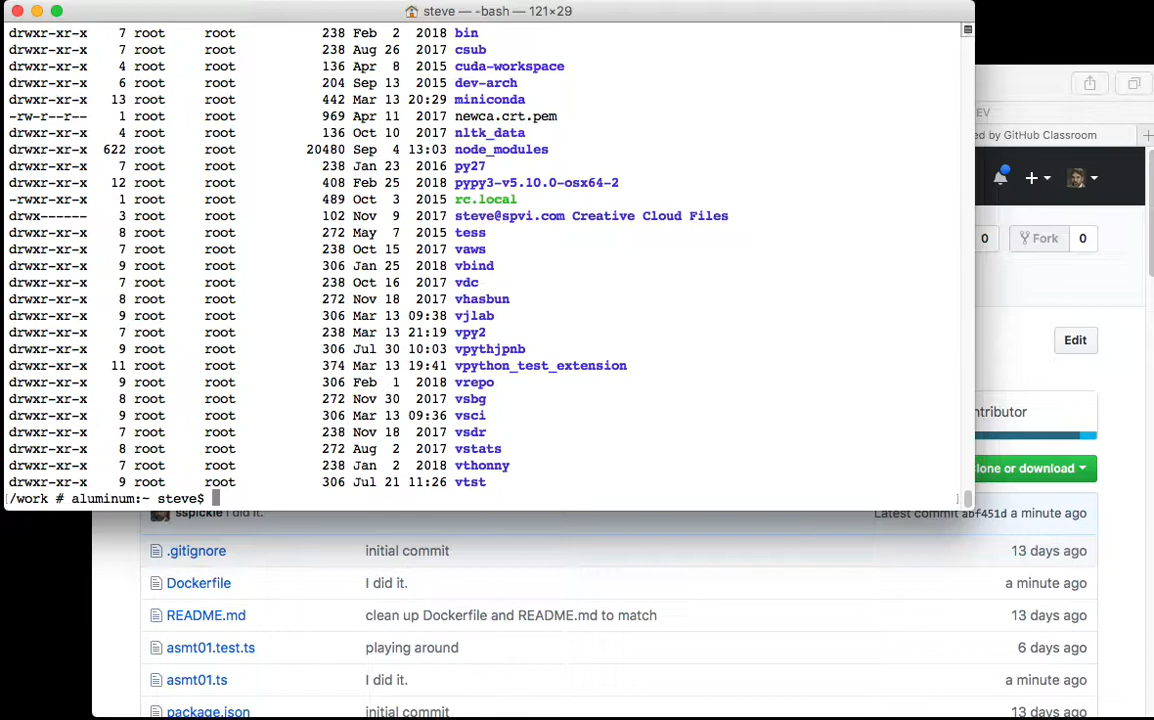 steve — -bash — 121×29
drwxr-xr-x 7 root root 238 Feb 2 2018 bin
drwxr-xr-x 7 root root 238 Aug 26 2017 csub
drwxr-xr-x 4 root root 136 Apr 8 2015 cuda-workspace
drwxr-xr-x 6 root root 204 Sep 13 2015 dev-arch
drwxr-xr-x 13 root root 442 Mar 13 20:29 miniconda
-rw-r--r-- 1 root root 969 Apr 11 2017 newca.crt.pem
drwxr-xr-x 4 root root 136 Oct 10 2017 nltk_data
drwxr-xr-x 622 root root 20480 Sep 4 13:03 node_modules
drwxr-xr-x 7 root root 238 Jan 23 2016 py27
drwxr-xr-x 12 root root 408 Feb 25 2018 pypy3-v5.10.0-osx64-2
-rwxr-xr-x 1 root root 489 Oct 3 2015 rc.local
drwx------ 3 root root 102 Nov 9 2017 steve@spvi.com Creative Cloud Files
drwxr-xr-x 8 root root 272 May 7 2015 tess
drwxr-xr-x 7 root root 238 Oct 15 2017 vaws
drwxr-xr-x 9 root root 306 Jan 25 2018 vbind
drwxr-xr-x 7 root root 238 Oct 16 2017 vdc
drwxr-xr-x 8 root root 272 Nov 18 2017 vhasbun
drwxr-xr-x 9 root root 306 Mar 13 09:38 vjlab
drwxr-xr-x 7 root root 238 Mar 13 21:19 vpy2
drwxr-xr-x 9 root root 306 Jul 30 10:03 vpythjpnb
drwxr-xr-x 11 root root 374 Mar 13 19:41 vpython_test_extension
drwxr-xr-x 9 root root 306 Feb 1 2018 vrepo
drwxr-xr-x 8 root root 272 Nov 30 2017 vsbg
drwxr-xr-x 9 root root 306 Mar 13 09:36 vsci
drwxr-xr-x 7 root root 238 Nov 18 2017 vsdr
drwxr-xr-x 8 root root 272 Aug 2 2017 vstats
drwxr-xr-x 7 root root 238 Jan 2 2018 vthonny
drwxr-xr-x 9 root root 306 Jul 21 11:26 vtst
[/work # aluminum:~ steve$ ]
EV
ed by GitHub Classroom
0 Fork 0
Edit
ntributor
lone or download
sspickle I did it. Latest commit abf451d a minute ago
.gitignore initial commit 13 days ago
Dockerfile I did it. a minute ago
README.md clean up Dockerfile and README.md to match 13 days ago
asmt01.test.ts playing around 6 days ago
asmt01.ts I did it. a minute ago
package.json initial commit 13 days ago